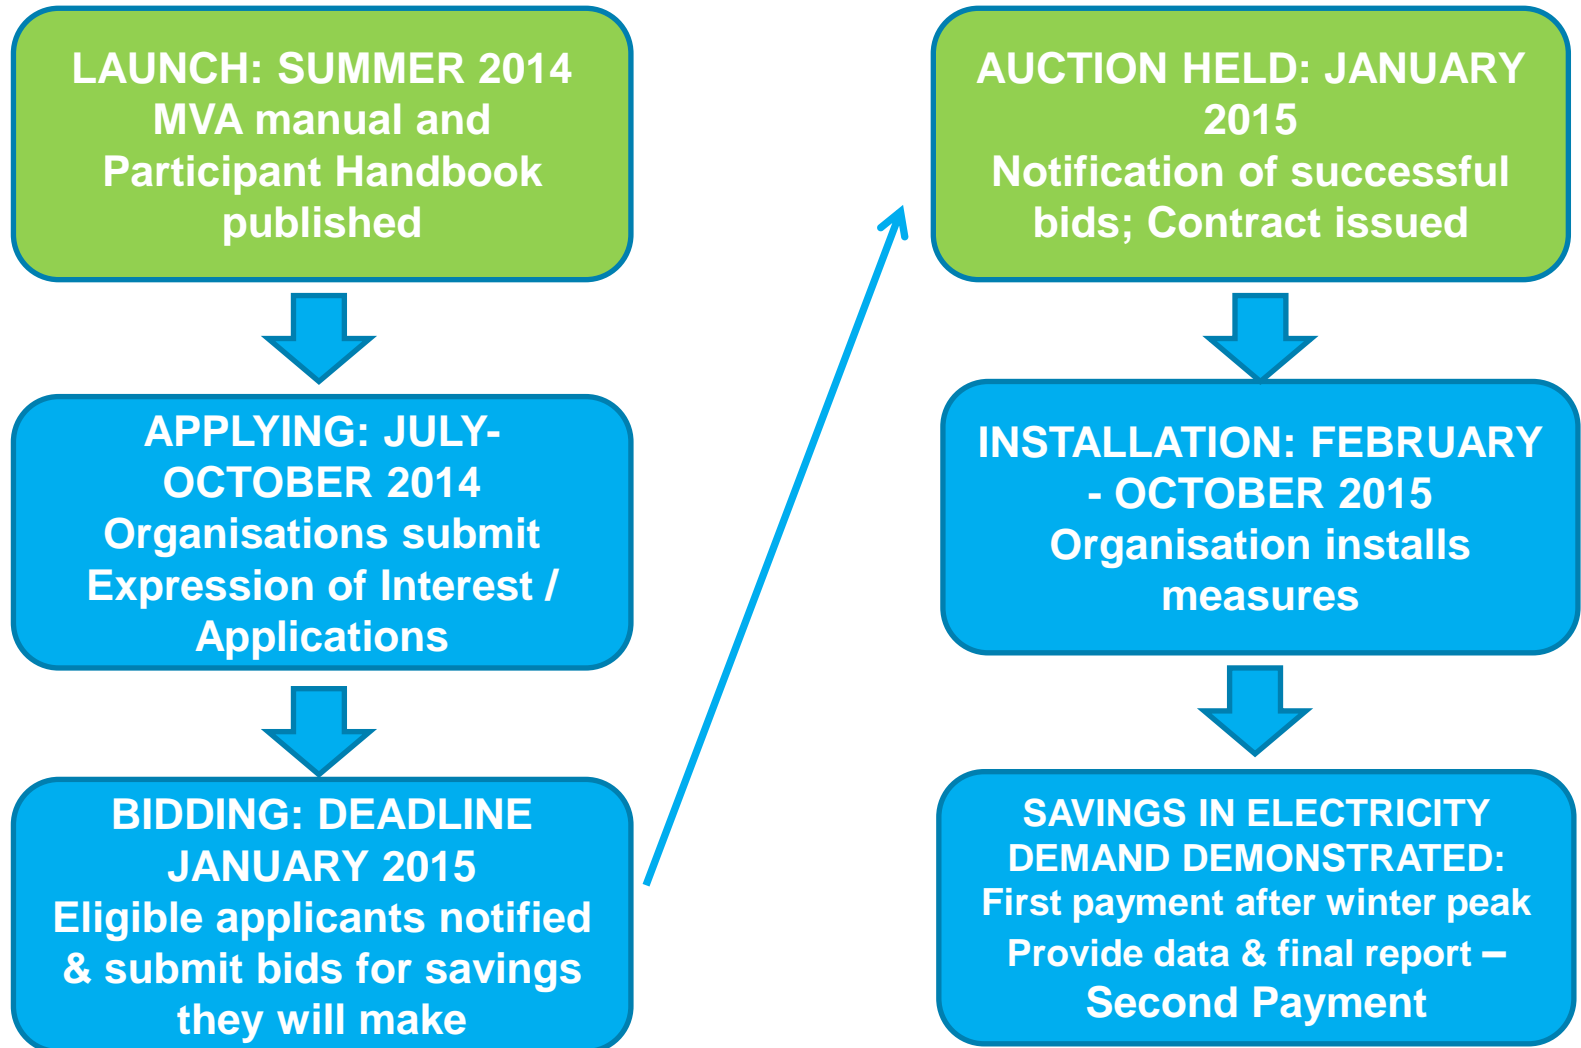 LAUNCH: SUMMER 2014
MVA manual and
Participant Handbook
published
APPLYING: JULY-
OCTOBER 2014
Organisations submit
Expression of Interest /
Applications
BIDDING: DEADLINE
JANUARY 2015
Eligible applicants notified
& submit bids for savings
they will make
AUCTION HELD: JANUARY
2015
Notification of successful
bids; Contract issued
INSTALLATION: FEBRUARY
- OCTOBER 2015
Organisation installs
measures
SAVINGS IN ELECTRICITY
DEMAND DEMONSTRATED:
First payment after winter peak
Provide data & final report –
Second Payment